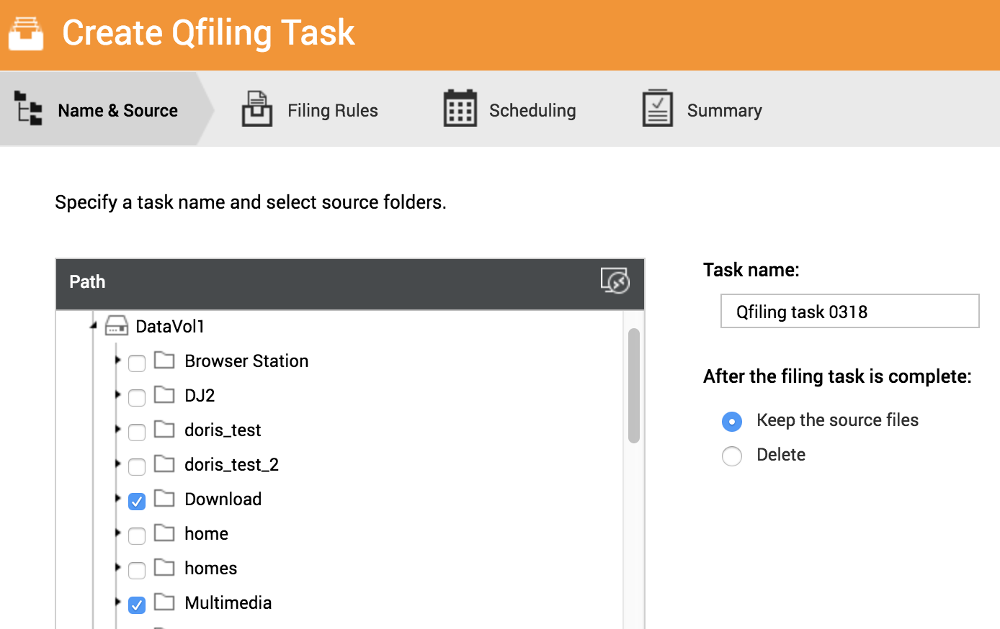 Create Qfiling Task
Name & Source
Filing Rules
Scheduling
Summary
Specify a task name and select source folders.
Path
DataVol1
Browser Station
DJ2
doris_test
doris_test_2
Download
home
homes
Multimedia
Task name:
Qfiling task 0318
After the filing task is complete:
Keep the source files
Delete